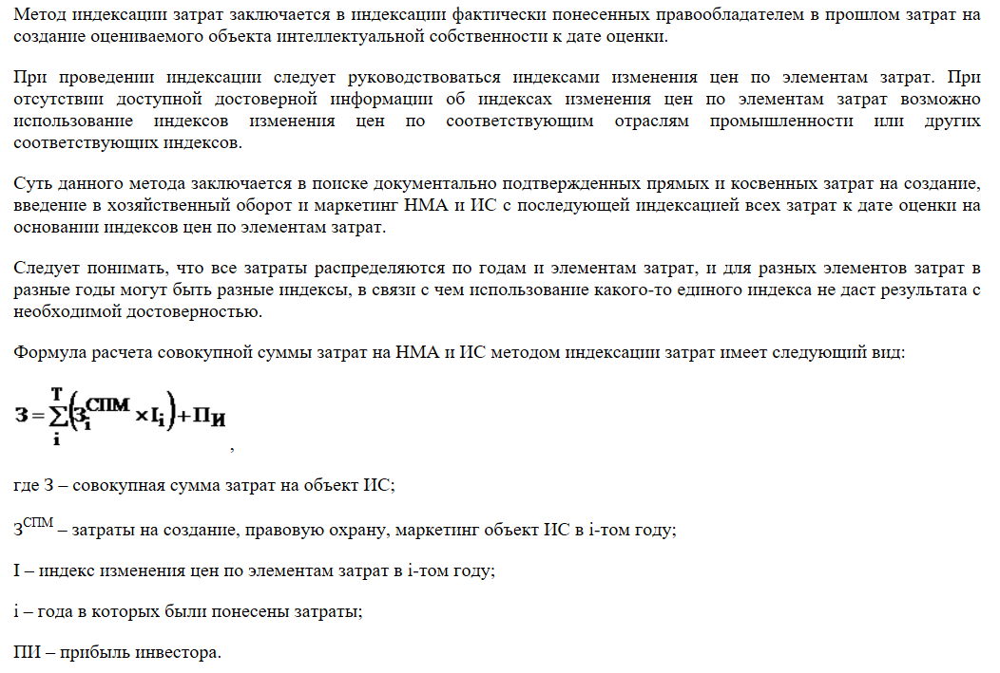 Метод индексации затрат заключается в индексации фактически понесенных правообладателем в прошлом затрат на
создание оцениваемого объекта интеллектуальной собственности к дате оценки.
При проведении индексации следует руководствоваться индексами изменения цен по элементам затрат. При
отсутствии доступной достоверной информации об индексах изменения цен по элементам затрат возможно
использование индексов изменения цен по соответствующим отраслям промышленности или других
соответствующих индексов.
Суть данного метода заключается в поиске документально подтвержденных прямых и косвенных затрат на создание,
введение в хозяйственный оборот и маркетинг НМА и ИС с последующей индексацией всех затрат к дате оценки на
основании индексов цен по элементам затрат.
Следует понимать, что все затраты распределяются по годам и элементам затрат, и для разных элементов затрат в
разные годы могут быть разные индексы, в связи с чем использование какого-то единого индекса не даст результата с
необходимой достоверностью.
Формула расчета совокупной суммы затрат на НМА и ИС методом индексации затрат имеет следующий вид:
З = ∑_i^T (З_i^СПМ × I_i) + П_И ,
где З – совокупная сумма затрат на объект ИС;
З^СПМ – затраты на создание, правовую охрану, маркетинг объект ИС в i-том году;
I – индекс изменения цен по элементам затрат в i-том году;
i – года в которых были понесены затраты;
ПИ – прибыль инвестора.